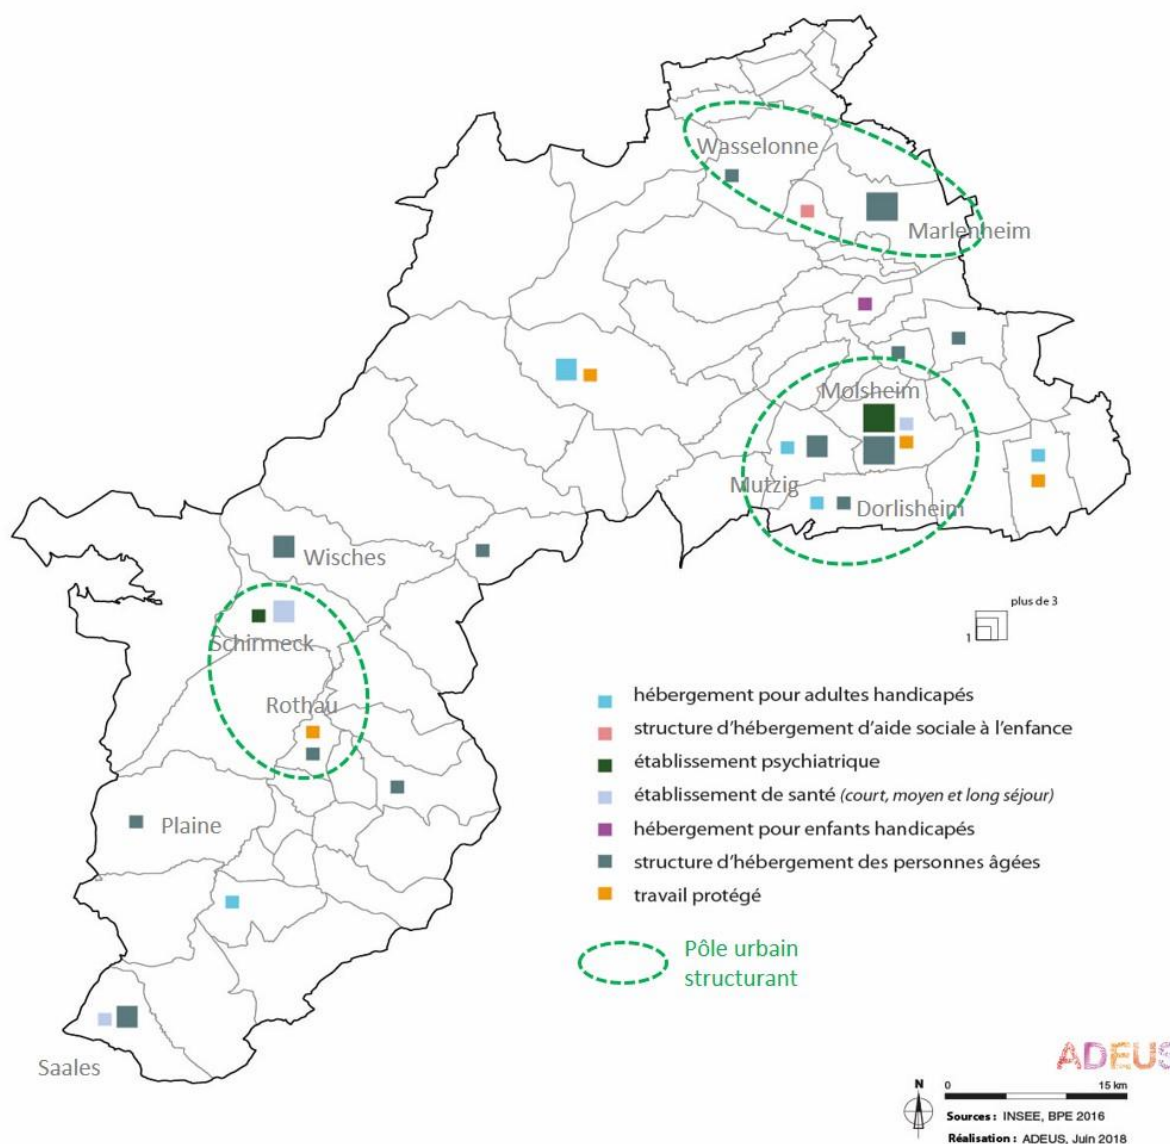 Wasselonne
Marlenheim
Molsheim
Mutzig
Dorlisheim
Wisches
Schirmeck
Rothau
Plaine
Saales
plus de 3
1
hébergement pour adultes handicapés
structure d'hébergement d'aide sociale à l'enfance
établissement psychiatrique
établissement de santé (court, moyen et long séjour)
hébergement pour enfants handicapés
structure d'hébergement des personnes âgées
travail protégé
Pôle urbain
structurant
ADEUS
N
0 15 km
Sources : INSEE, BPE 2016
Réalisation : ADEUS, Juin 2018